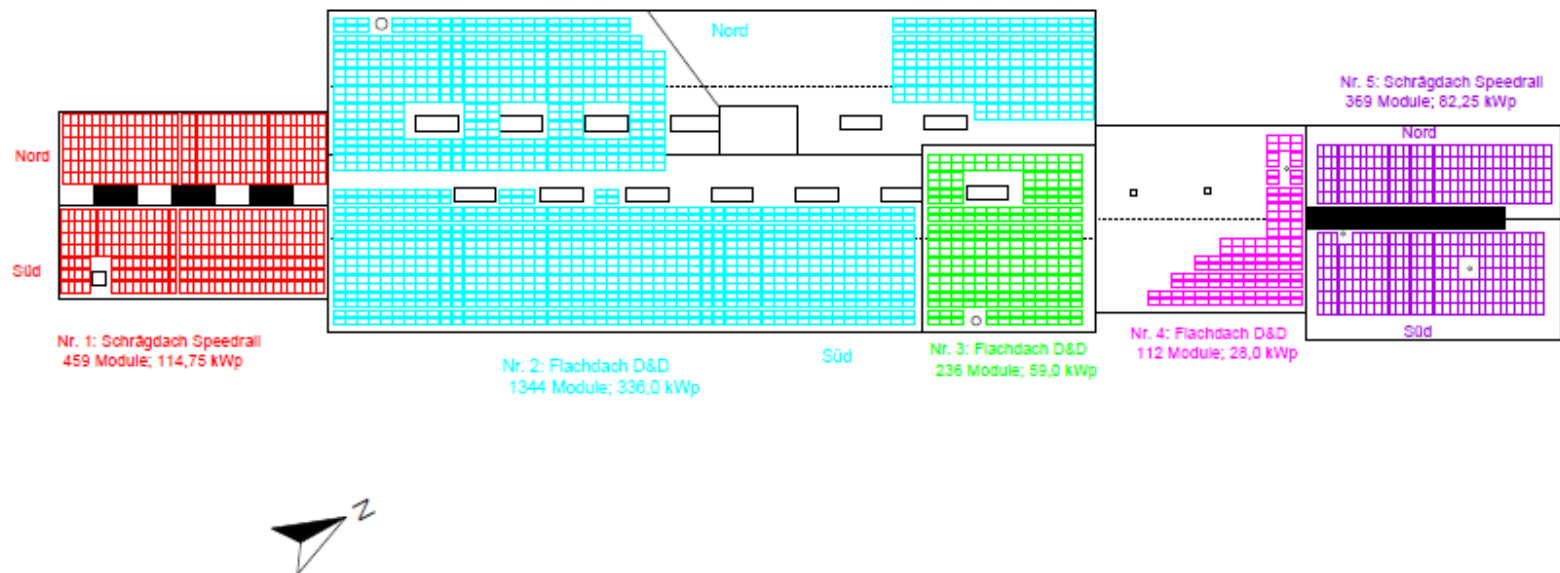 Nord
Nr. 5: Schrägdach Speedrail
369 Module; 82,25 kWp
Nord
Nord
Süd
Süd
Nr. 1: Schrägdach Speedrail
459 Module; 114,75 kWp
Nr. 2: Flachdach D&D
1344 Module; 336,0 kWp
Süd
Nr. 3: Flachdach D&D
236 Module; 59,0 kWp
Nr. 4: Flachdach D&D
112 Module; 28,0 kWp
N